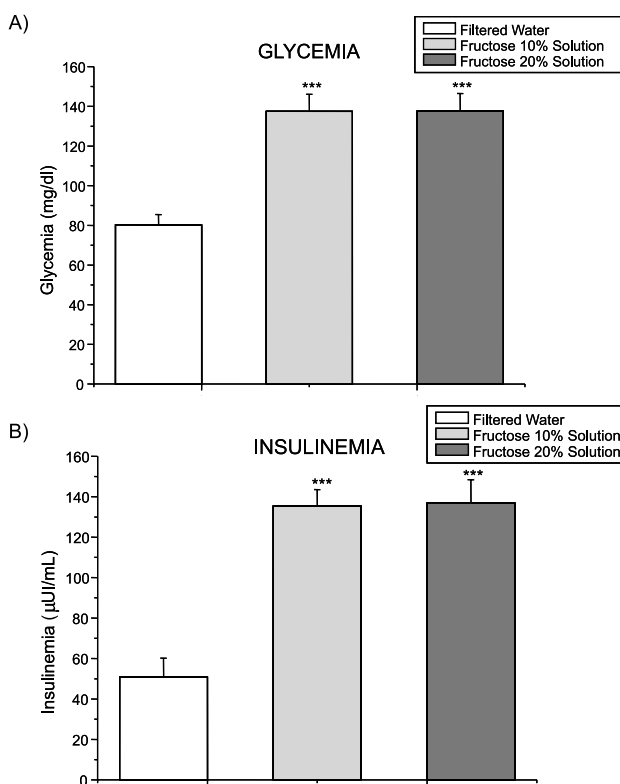 A)
GLYCEMIA
Filtered Water
Fructose 10% Solution
Fructose 20% Solution
Glycemia (mg/dl)
160
140
120
100
80
60
40
20
0
***
***
B)
INSULINEMIA
Filtered Water
Fructose 10% Solution
Fructose 20% Solution
Insulinemia (µUI/mL)
160
140
120
100
80
60
40
20
0
***
***